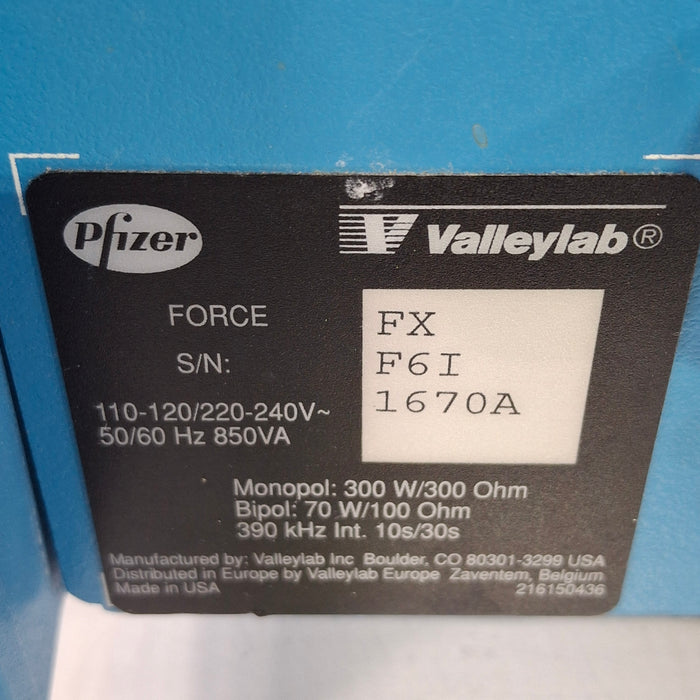 Pfizer
Valleylab®
FORCE FX
S/N: F6I
1670A
110-120/220-240V~
50/60 Hz 850VA
Monopol: 300 W/300 Ohm
Bipol: 70 W/100 Ohm
390 kHz Int. 10s/30s
Manufactured by: Valleylab Inc Boulder, CO 80301-3299 USA
Distributed in Europe by Valleylab Europe Zaventem, Belgium
Made in USA 216150436